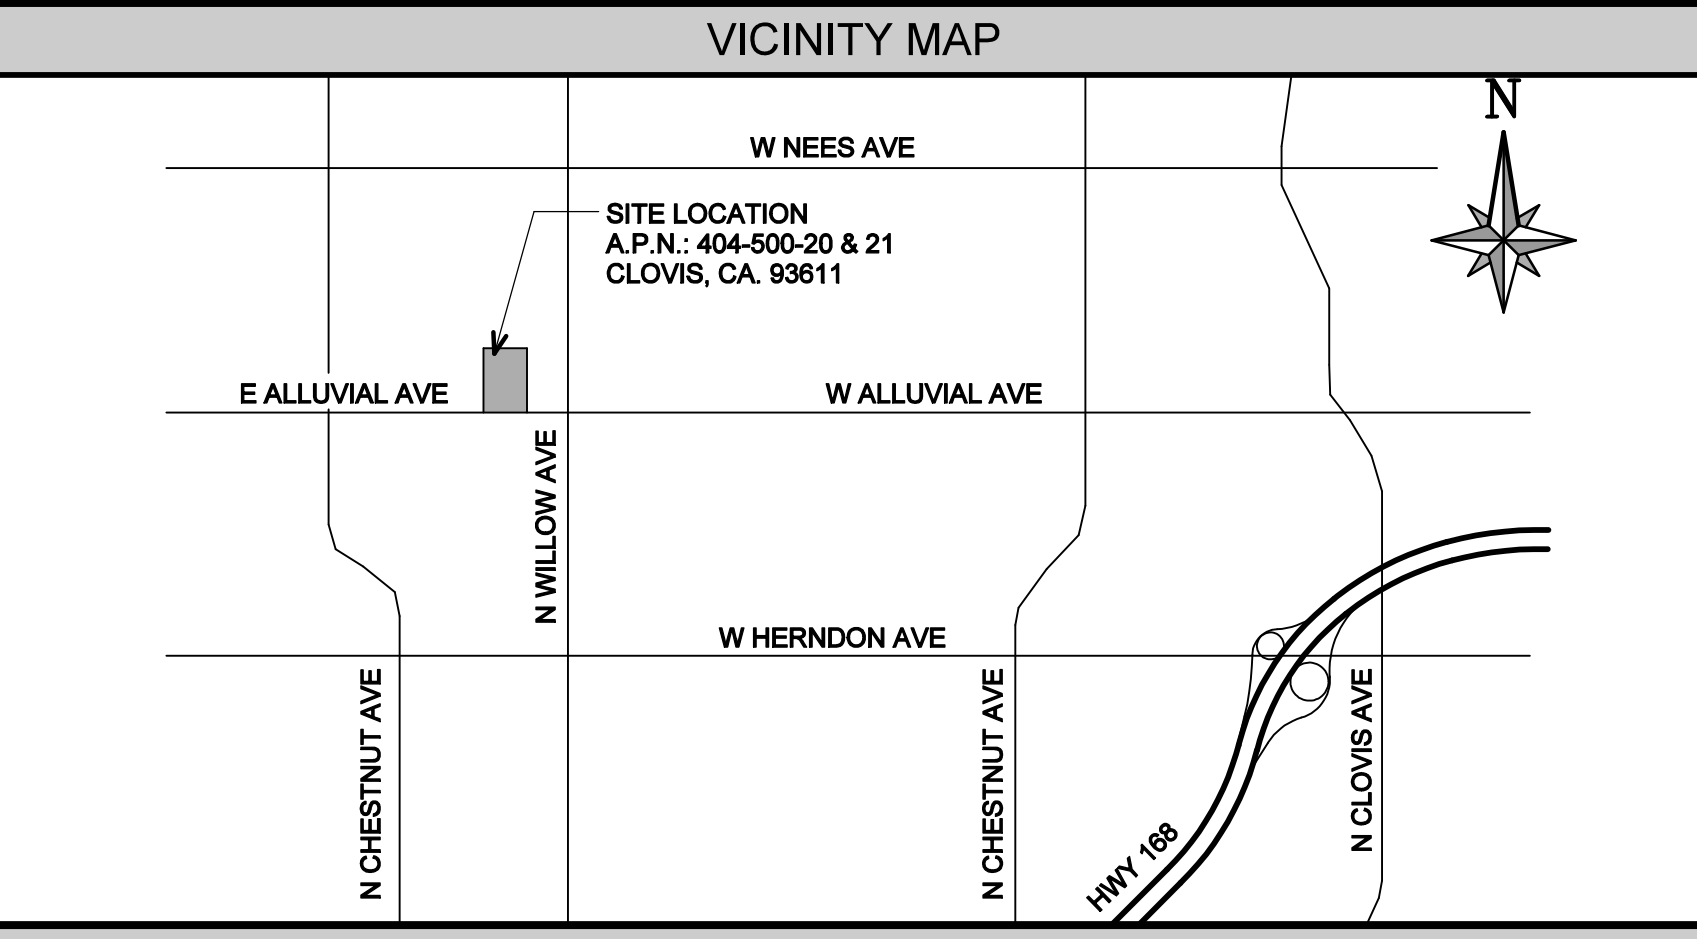 VICINITY MAP
N
W NEES AVE
SITE LOCATION
A.P.N.: 404-500-20 & 21
CLOVIS, CA. 93611
E ALLUVIAL AVE
W ALLUVIAL AVE
N WILLOW AVE
W HERNDON AVE
N CHESTNUT AVE
N CHESTNUT AVE
N CLOVIS AVE
HWY 168